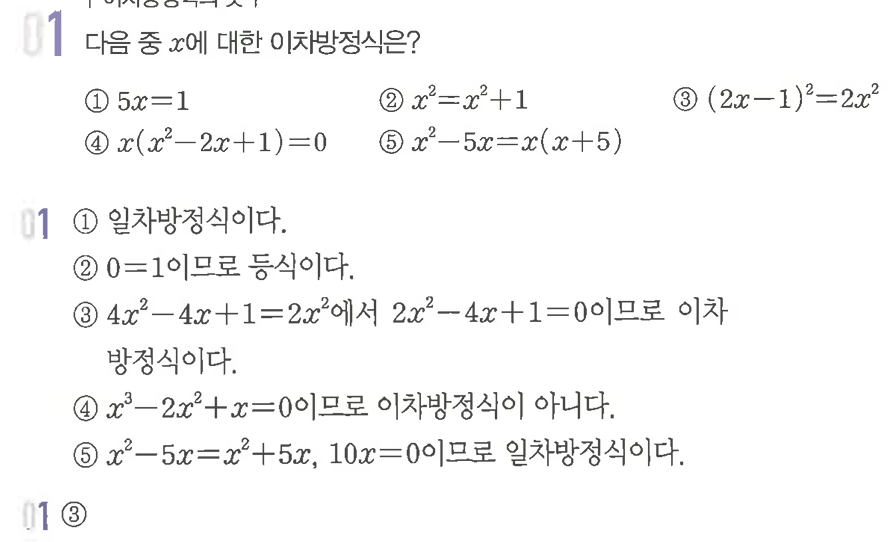 01 다음 중 x에 대한 이차방정식은?
① 5x=1 ② x²=x²+1 ③ (2x-1)²=2x²
④ x(x²-2x+1)=0 ⑤ x²-5x=x(x+5)
01 ① 일차방정식이다.
② 0=1이므로 등식이다.
③ 4x²-4x+1=2x²에서 2x²-4x+1=0이므로 이차
방정식이다.
④ x³-2x²+x=0이므로 이차방정식이 아니다.
⑤ x²-5x=x²+5x, 10x=0이므로 일차방정식이다.
01 ③